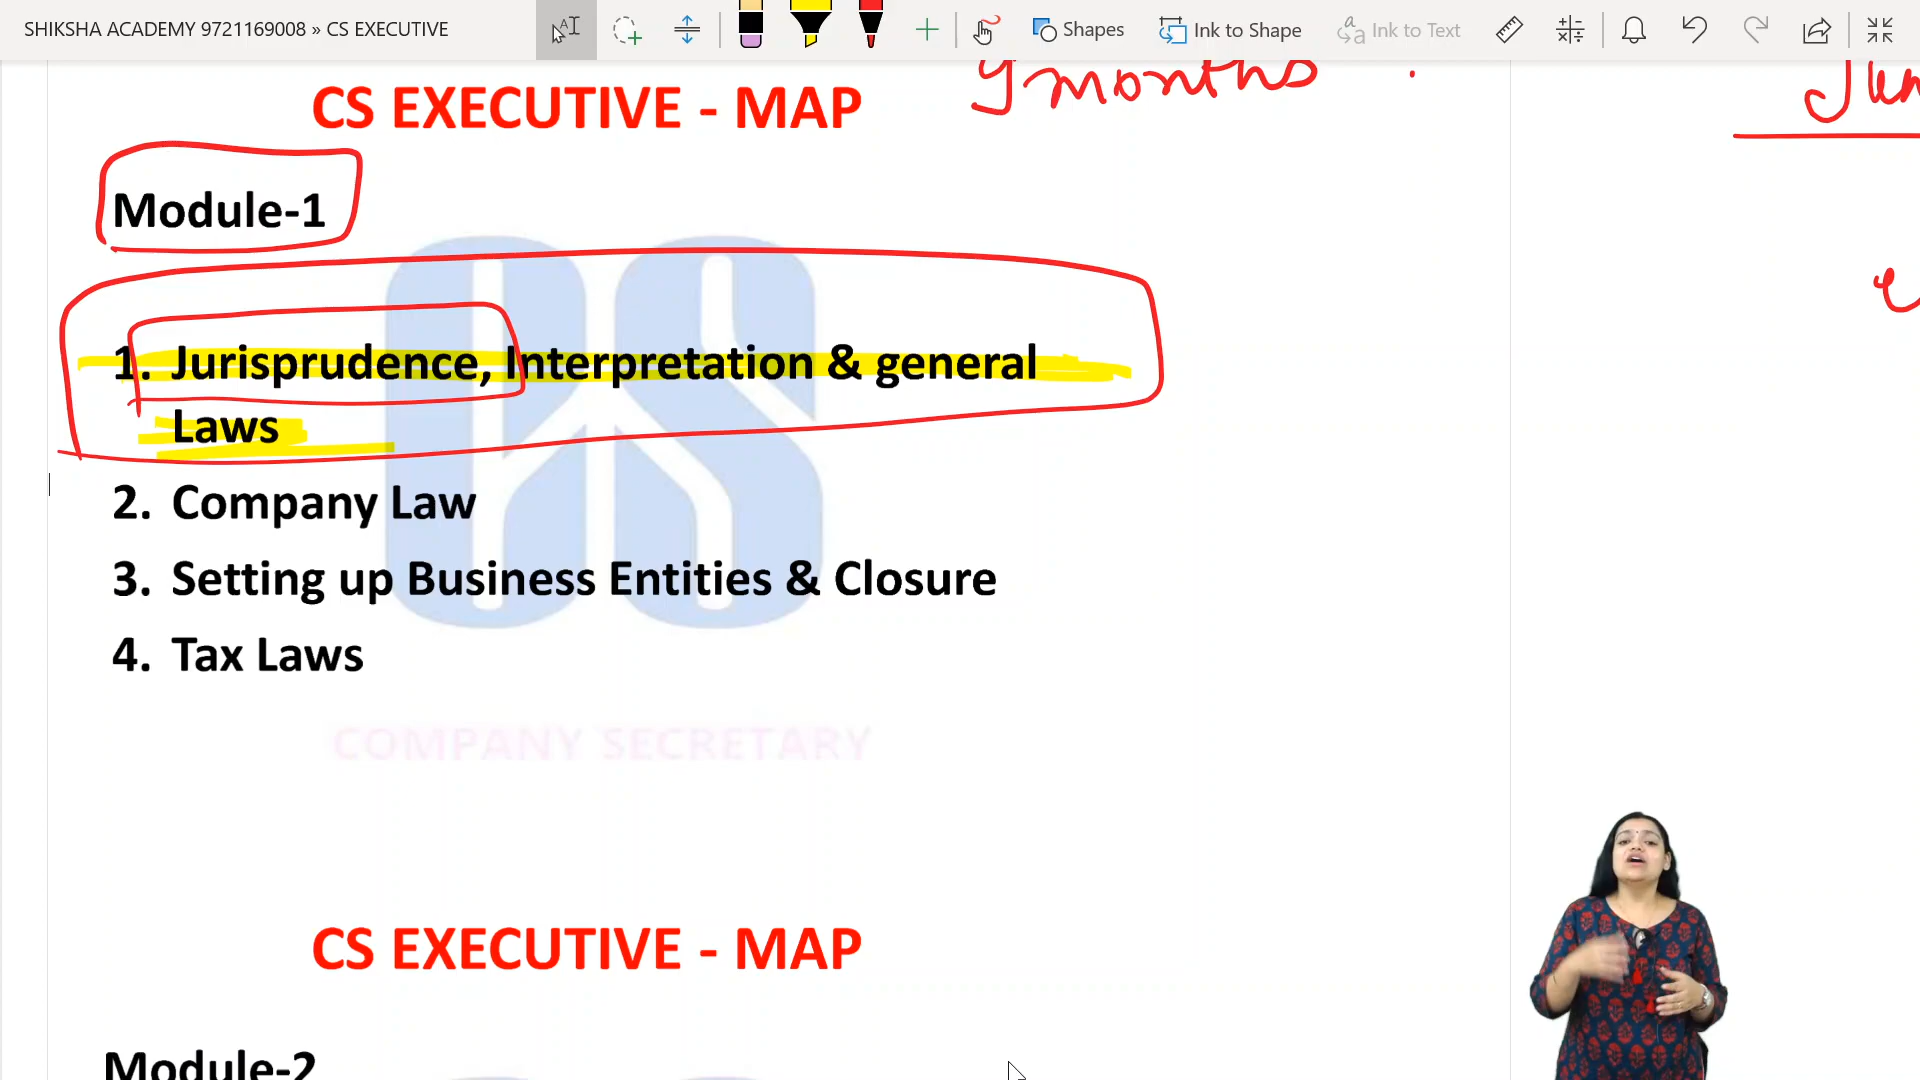 SHIKSHA ACADEMY 9721169008 » CS EXECUTIVE
Shapes
Ink to Shape
Ink to Text
CS EXECUTIVE - MAP
9 months
Module-1
1. Jurisprudence, Interpretation & general
Laws
2. Company Law
3. Setting up Business Entities & Closure
4. Tax Laws
COMPANY SECRETARY
CS EXECUTIVE - MAP
Module-2